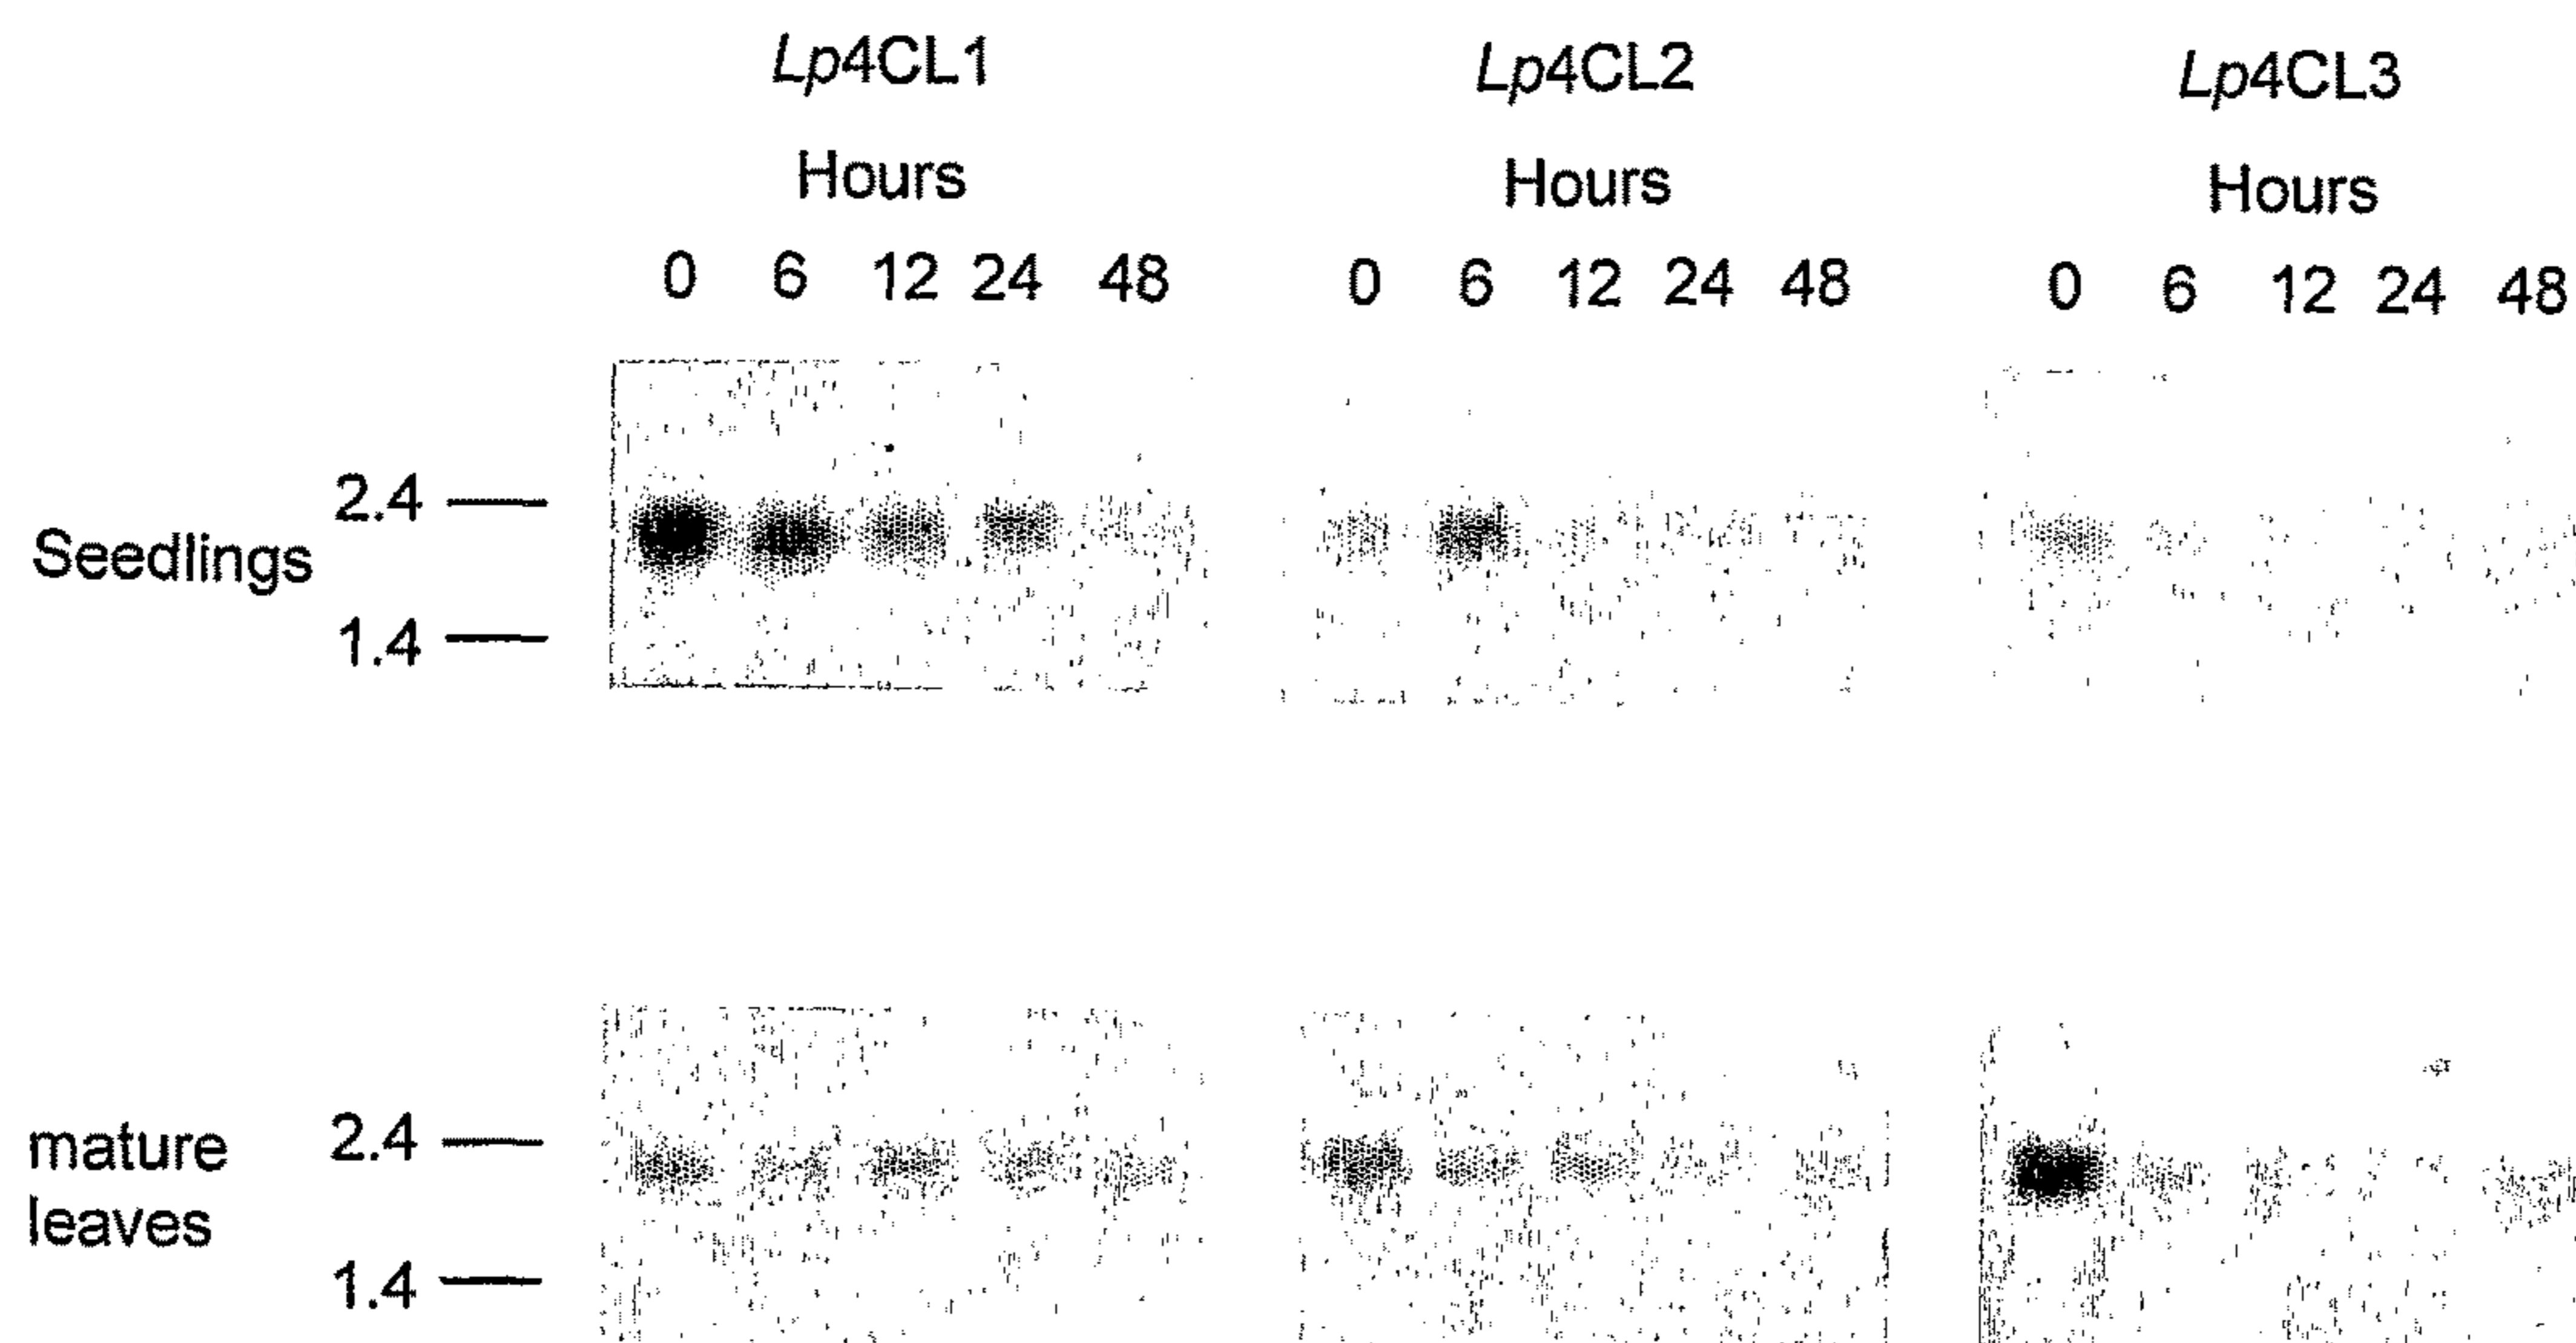 Lp4CL1 Lp4CL2 Lp4CL3
Hours Hours Hours
0 6 12 24 48 0 6 12 24 48 0 6 12 24 48
2.4
Seedlings
1.4
2.4
mature
leaves
1.4